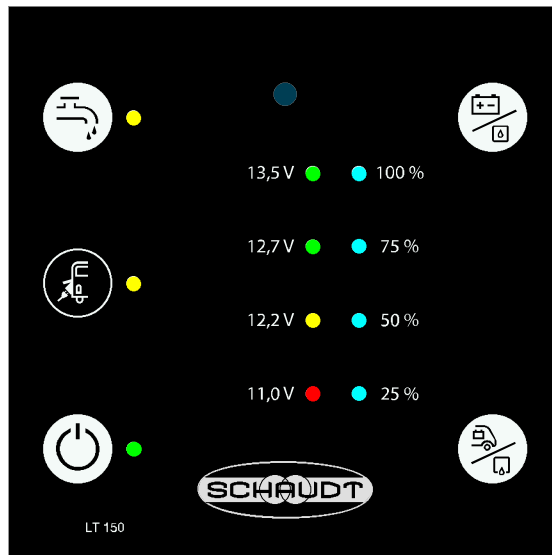 13,5 V 100 %
12,7 V 75 %
12,2 V 50 %
11,0 V 25 %
SCHAUDT
LT 150